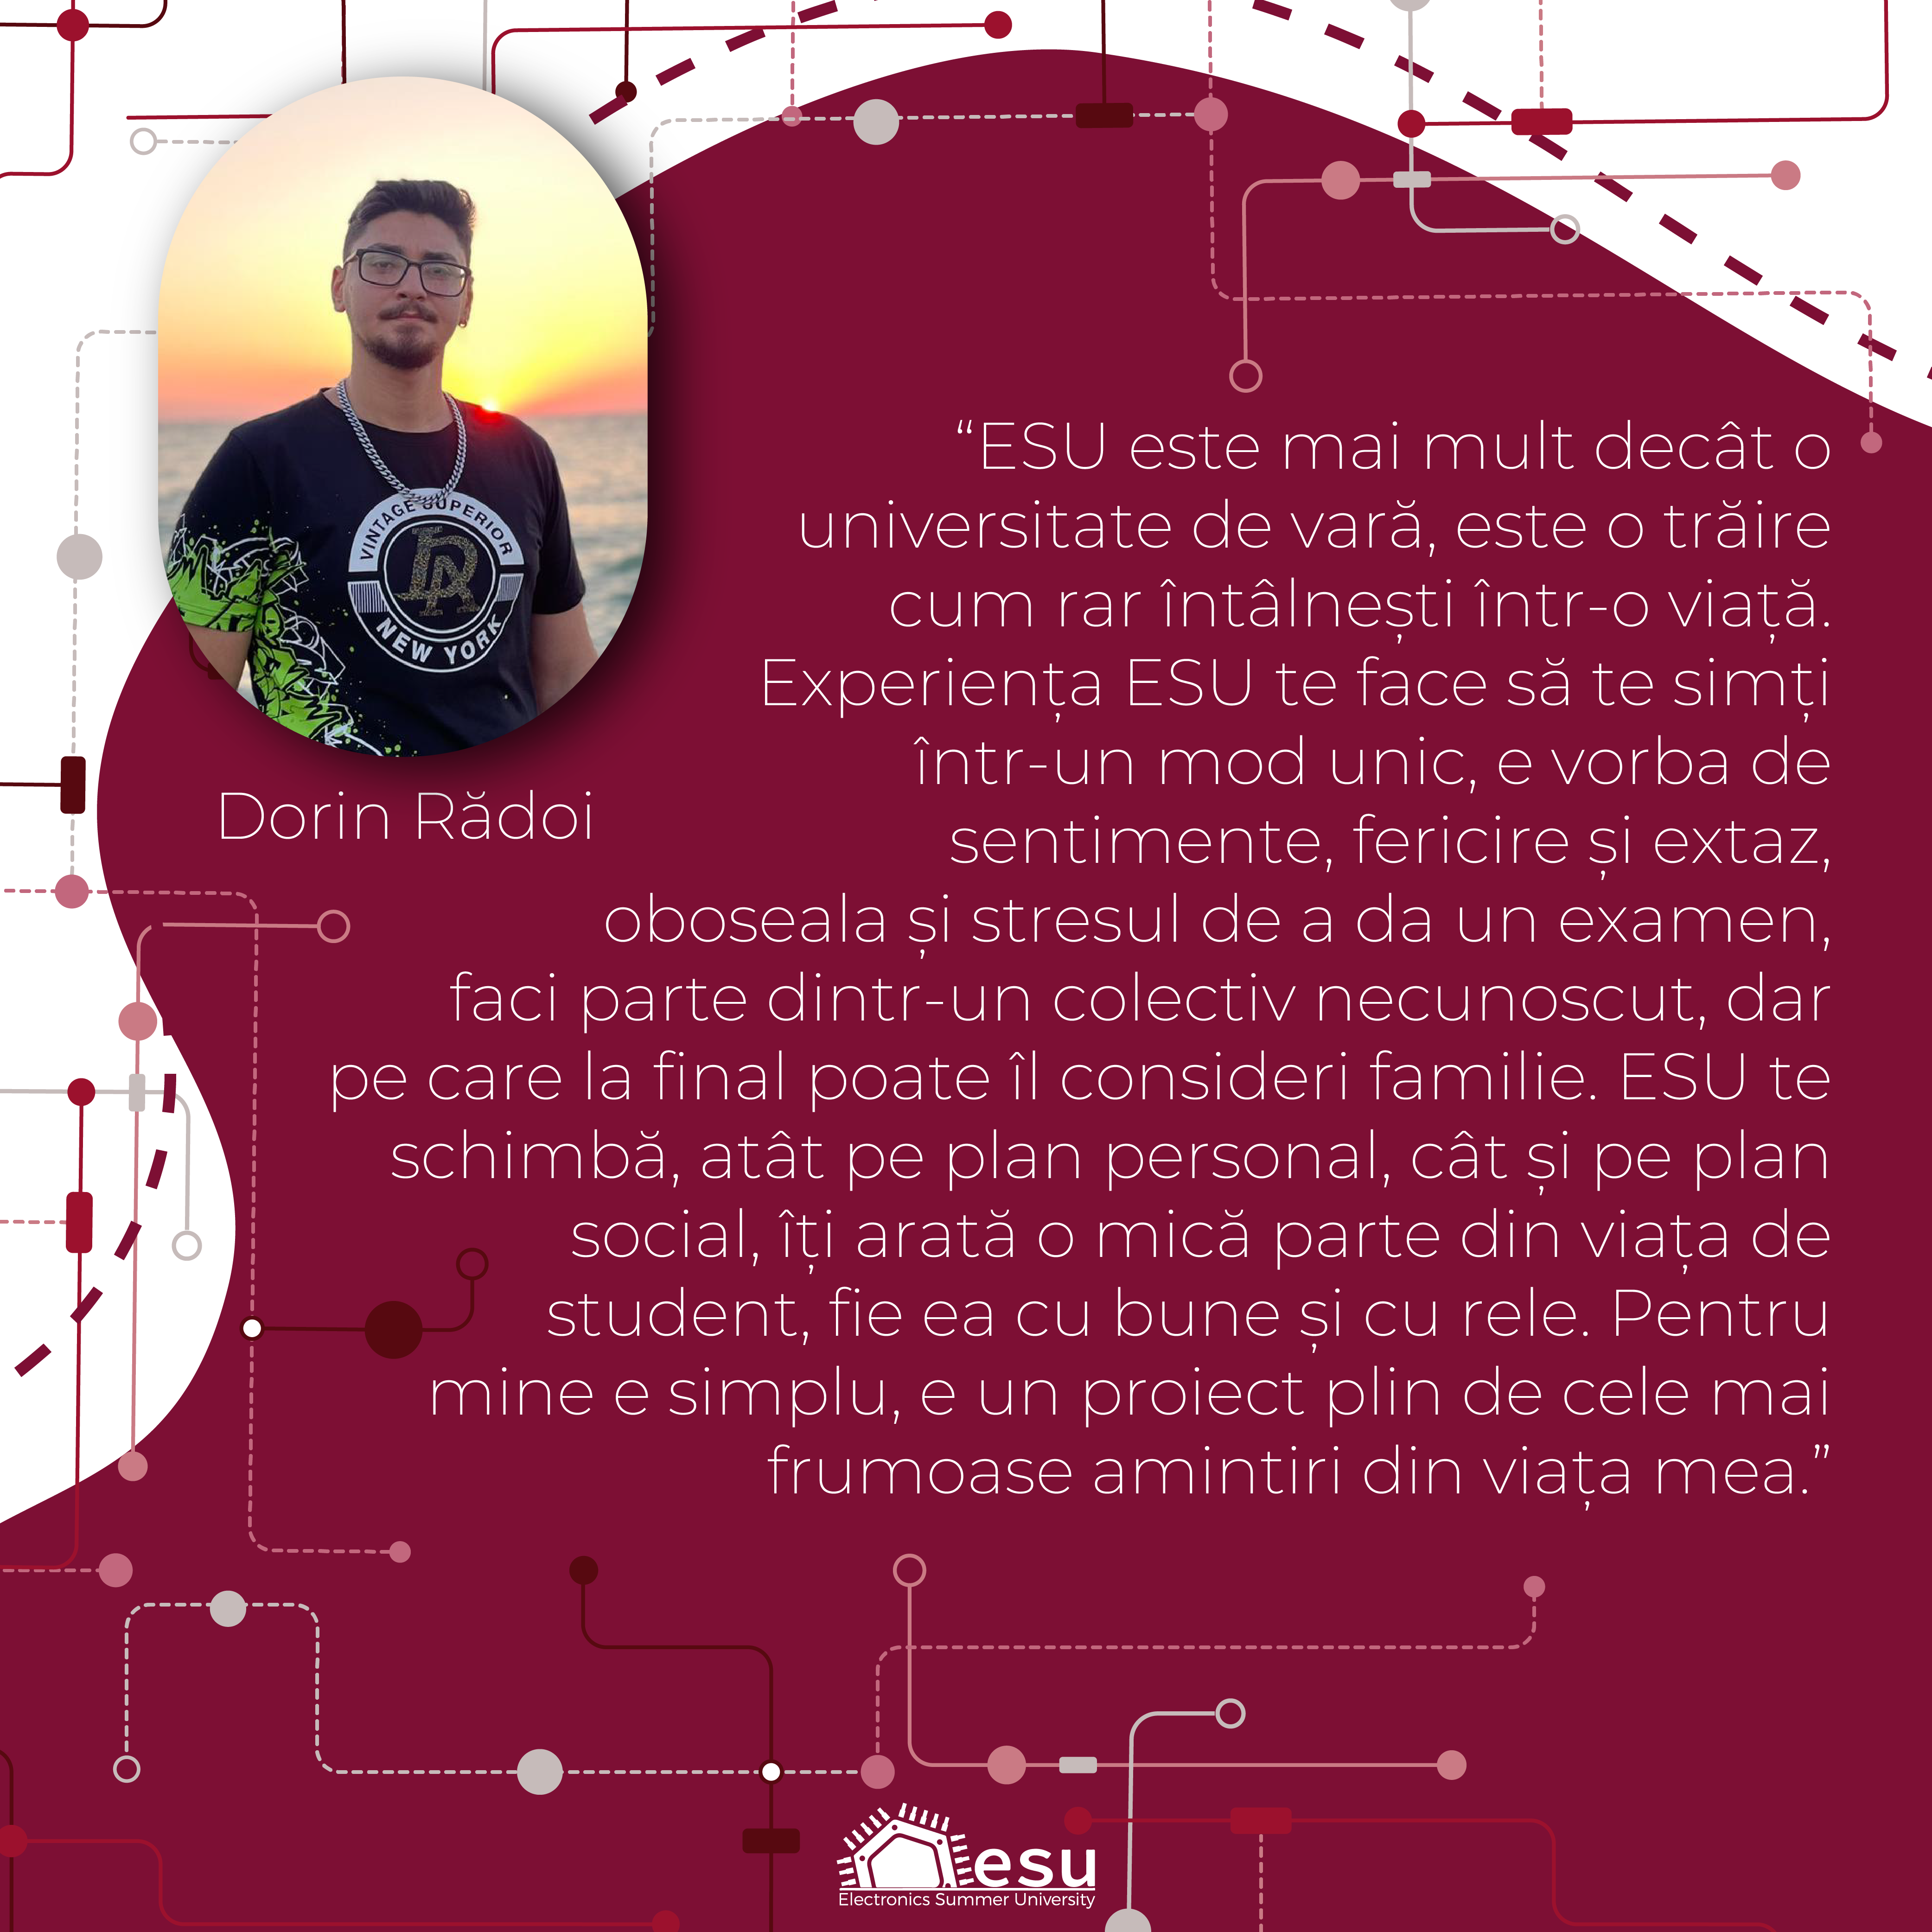 VINTAGE SUPERIOR
NEW YORK
Dorin Rădoi
“ESU este mai mult decât o
universitate de vară, este o trăire
cum rar întâlnești într-o viață.
Experiența ESU te face să te simți
într-un mod unic, e vorba de
sentimente, fericire și extaz,
oboseala și stresul de a da un examen,
faci parte dintr-un colectiv necunoscut, dar
pe care la final poate îl consideri familie. ESU te
schimbă, atât pe plan personal, cât și pe plan
social, îți arată o mică parte din viața de
student, fie ea cu bune și cu rele. Pentru
mine e simplu, e un proiect plin de cele mai
frumoase amintiri din viața mea.”
esu
Electronics Summer University